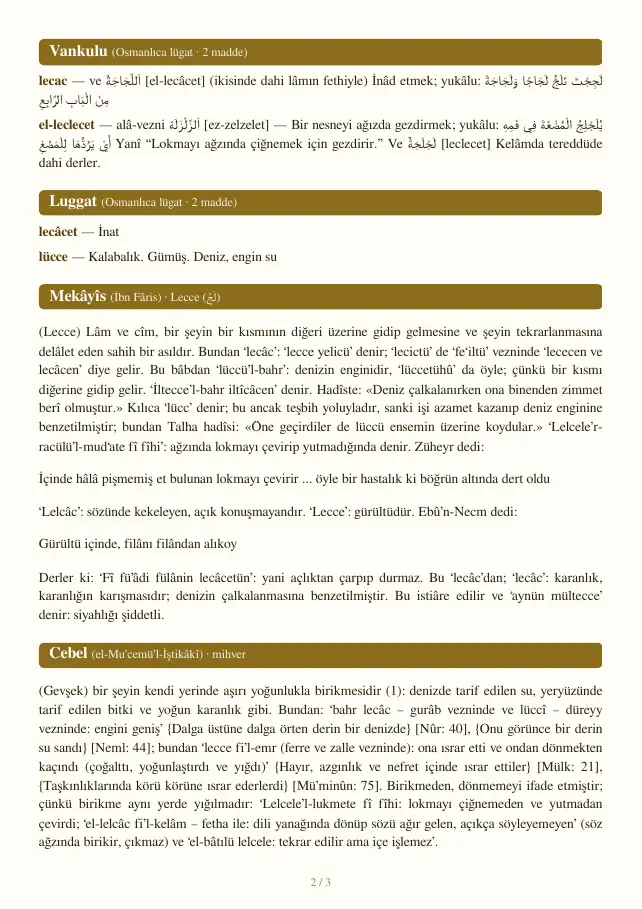 Vankulu (Osmanlıca lügat · 2 madde)
lecac — ve اَللَّجَاجَةُ [el-lecâcet] (ikisinde dahi lâmın fethiyle) İnâd etmek; yukâlu: لَجِجْتَ تَلَجُّ لَجَاجًا وَلَجَاجَةً
مِنَ الْبَابِ الرَّابِعِ
el-leclecet — alâ-vezni اَلزَّلْزَلَة [ez-zelzelet] — Bir nesneyi ağızda gezdirmek; yukâlu: يُلَجْلِجُ الْمُضْغَةَ فِي فَمِهِ
أَيْ يَرُدُّهَا لِلْمَضْغِ Yanî “Lokmayı ağzında çiğnemek için gezdirir.” Ve لَجْلَجَةٌ [leclecet] Kelâmda tereddüde
dahi derler.
Luggat (Osmanlıca lügat · 2 madde)
lecâcet — İnat
lücce — Kalabalık. Gümüş. Deniz, engin su
Mekâyîs (İbn Fâris) · Lecce (لَجَّ)
(Lecce) Lâm ve cîm, bir şeyin bir kısmının diğeri üzerine gidip gelmesine ve şeyin tekrarlanmasına
delâlet eden sahih bir asıldır. Bundan ‘lecâc’: ‘lecce yelicü’ denir; ‘lecictü’ de ‘fe‘iltü’ vezninde ‘lececen ve
lecâcen’ diye gelir. Bu bâbdan ‘lüccü’l-bahr’: denizin enginidir, ‘lüccetühû’ da öyle; çünkü bir kısmı
diğerine gidip gelir. ‘İltecce’l-bahr iltîcâcen’ denir. Hadîste: «Deniz çalkalanırken ona binenden zimmet
berî olmuştur.» Kılıca ‘lücc’ denir; bu ancak teşbih yoluyladır, sanki işi azamet kazanıp deniz enginine
benzetilmiştir; bundan Talha hadîsi: «Öne geçirdiler de lüccü ensemin üzerine koydular.» ‘Lelcele’r-
racülü’l-mud‘ate fî fîhi’: ağzında lokmayı çevirip yutmadığında denir. Züheyr dedi:
İçinde hâlâ pişmemiş et bulunan lokmayı çevirir ... öyle bir hastalık ki böğrün altında dert oldu
‘Lelcâc’: sözünde kekeleyen, açık konuşmayandır. ‘Lecce’: gürültüdür. Ebû’n-Necm dedi:
Gürültü içinde, filânı filândan alıkoy
Derler ki: ‘Fî fü’âdi fülânin lecâcetün’: yani açlıktan çarpıp durmaz. Bu ‘lecâc’dan; ‘lecâc’: karanlık,
karanlığın karışmasıdır; denizin çalkalanmasına benzetilmiştir. Bu istiâre edilir ve ‘aynün mültecce’
denir: siyahlığı şiddetli.
Cebel (el-Mu'cemü'l-İştikâkî) · mihver
(Gevşek) bir şeyin kendi yerinde aşırı yoğunlukla birikmesidir (1): denizde tarif edilen su, yeryüzünde
tarif edilen bitki ve yoğun karanlık gibi. Bundan: ‘bahr lecâc – gurâb vezninde ve lüccî – düreyy
vezninde: engini geniş’ {Dalga üstüne dalga örten derin bir denizde} [Nûr: 40], {Onu görünce bir derin
su sandı} [Neml: 44]; bundan ‘lecce fi’l-emr (ferre ve zalle vezninde): ona ısrar etti ve ondan dönmekten
kaçındı (çoğalttı, yoğunlaştırdı ve yığdı)’ {Hayır, azgınlık ve nefret içinde ısrar ettiler} [Mülk: 21],
{Taşkınlıklarında körü körüne ısrar ederlerdi} [Mü’minûn: 75]. Birikmeden, dönmemeyi ifade etmiştir;
çünkü birikme aynı yerde yığılmadır: ‘Lelcele’l-lukmete fî fîhi: lokmayı çiğnemeden ve yutmadan
çevirdi; ‘el-lelcâc fi’l-kelâm – fetha ile: dili yanağında dönüp sözü ağır gelen, açıkça söyleyemeyen’ (söz
ağzında birikir, çıkmaz) ve ‘el-bâtılü lelcele: tekrar edilir ama içe işlemez’.
2 / 3